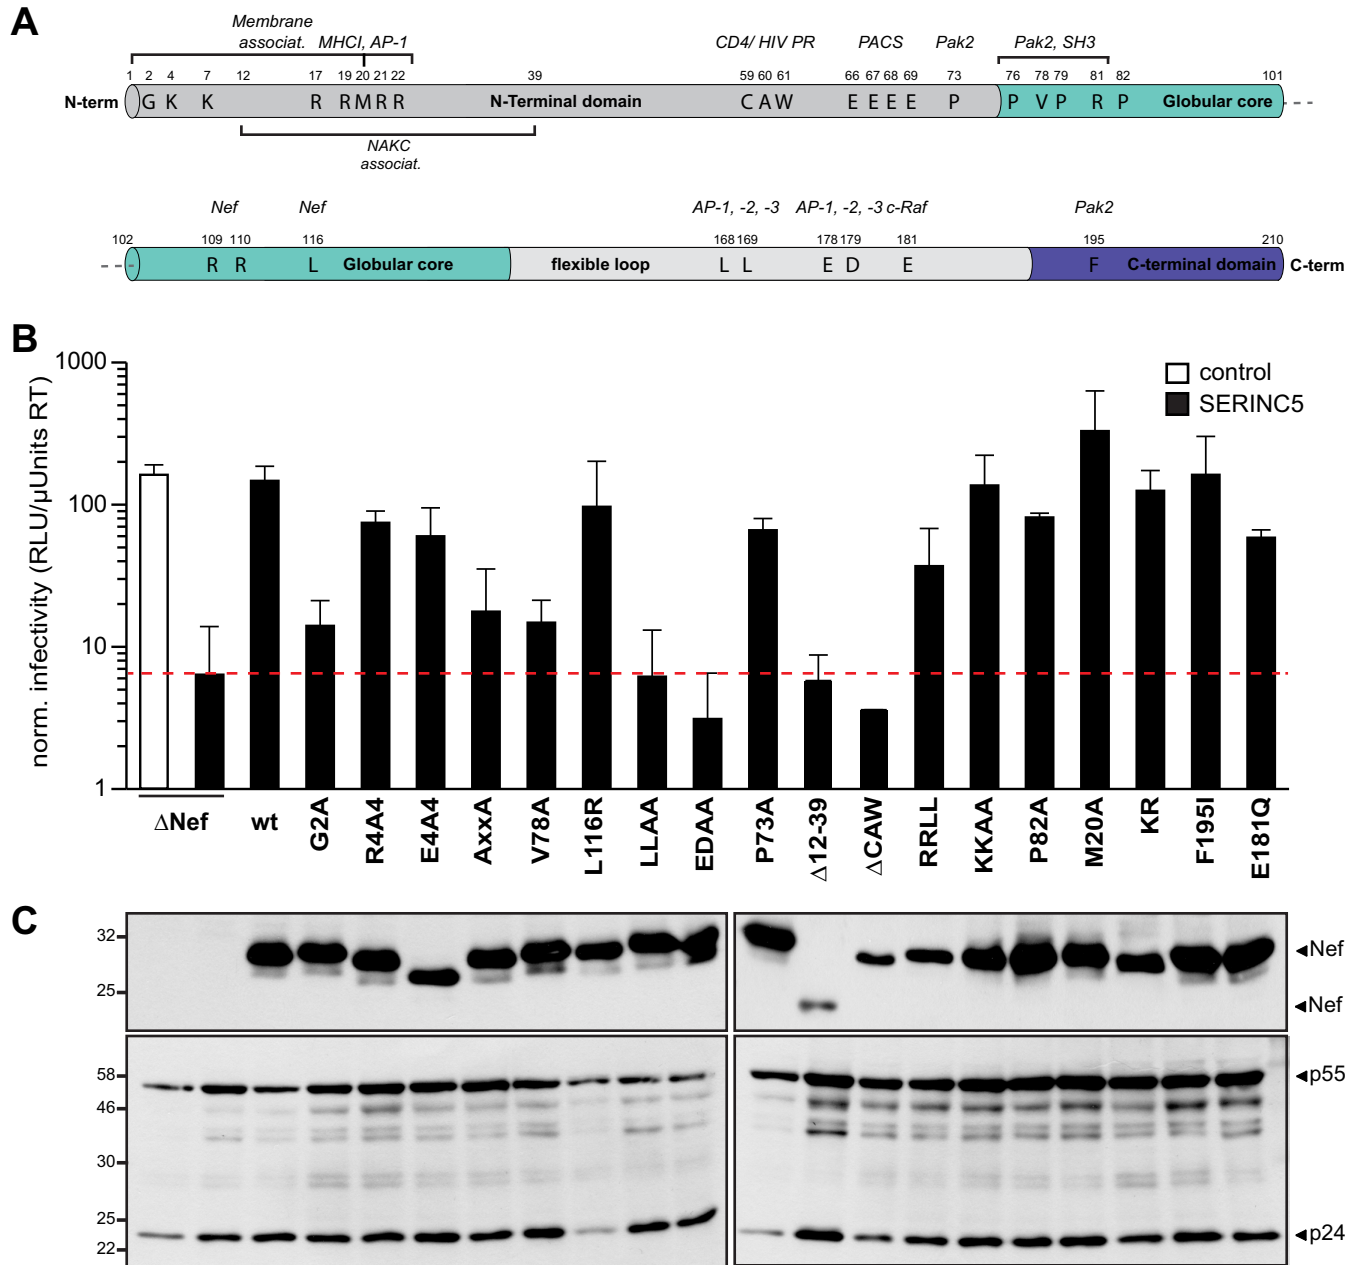 A
Membrane
associat.
MHCI, AP-1
CD4/ HIV PR
PACS
Pak2
Pak2, SH3
1 2 4 7 12 17 19 20 21 22 39 59 60 61 66 67 68 69 73 76 78 79 81 82 101
N-term G K K R R M R R N-Terminal domain C A W E E E E P P V P R P Globular core
NAKC
associat.
Nef Nef AP-1, -2, -3 AP-1, -2, -3 c-Raf Pak2
102 109 110 116 168 169 178 179 181 195 210
R R L Globular core flexible loop L L E D E F C-terminal domain C-term
B
norm. infectivity (RLU/µUnits RT)
1000
100
10
1
control
SERINC5
ΔNef wt G2A R4A4 E4A4 AxxA V78A L116R LLAA EDAA P73A Δ12-39 ΔCAW RRLL KKAA P82A M20A KR F195I E181Q
C
32
25
Nef
Nef
58
46
30
25
22
p55
p24